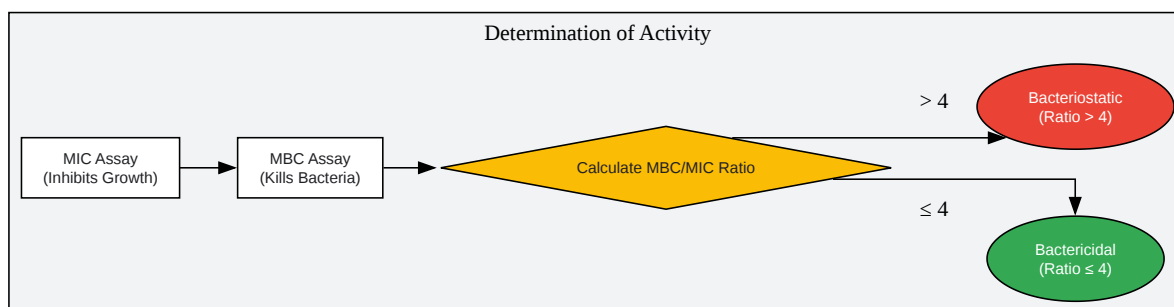 Determination of Activity
MIC Assay
(Inhibits Growth)
MBC Assay
(Kills Bacteria)
Calculate MBC/MIC Ratio
> 4
Bacteriostatic
(Ratio > 4)
≤ 4
Bactericidal
(Ratio ≤ 4)